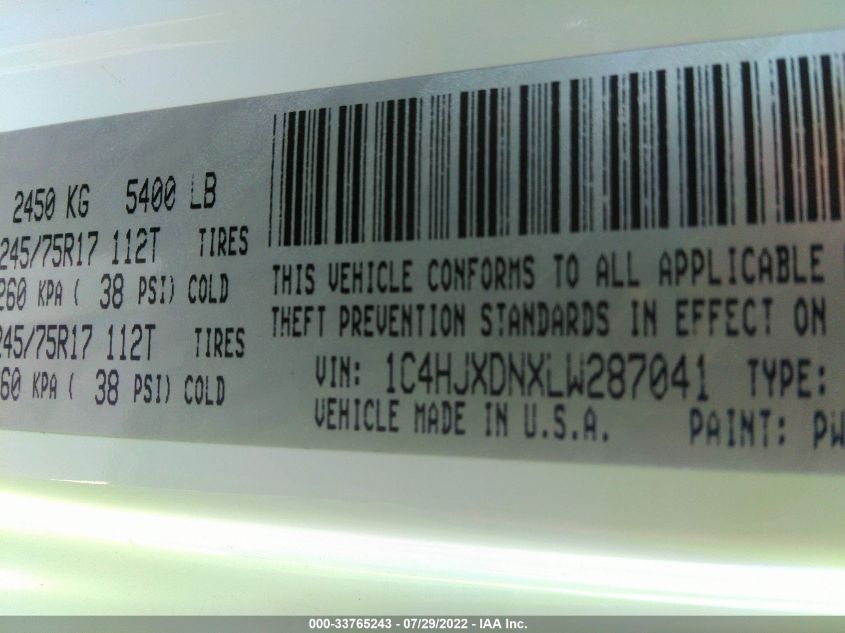 2450 KG 5400 LB
245/75R17 112T TIRES
260 KPA ( 38 PSI) COLD
245/75R17 112T TIRES
60 KPA ( 38 PSI) COLD
THIS VEHICLE CONFORMS TO ALL APPLICABLE
THEFT PREVENTION STANDARDS IN EFFECT ON
VIN: 1C4HJXDNXLW287041 TYPE:
VEHICLE MADE IN U.S.A. PAINT: PW
000-33765243 - 07/29/2022 - IAA Inc.